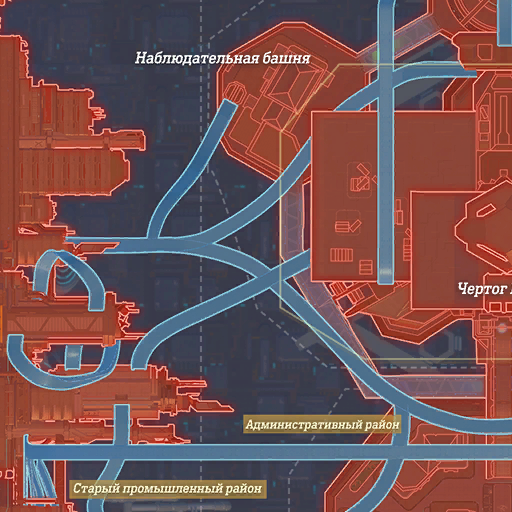 Наблюдательная башня
Чертог
Административный район
Старый промышленный район